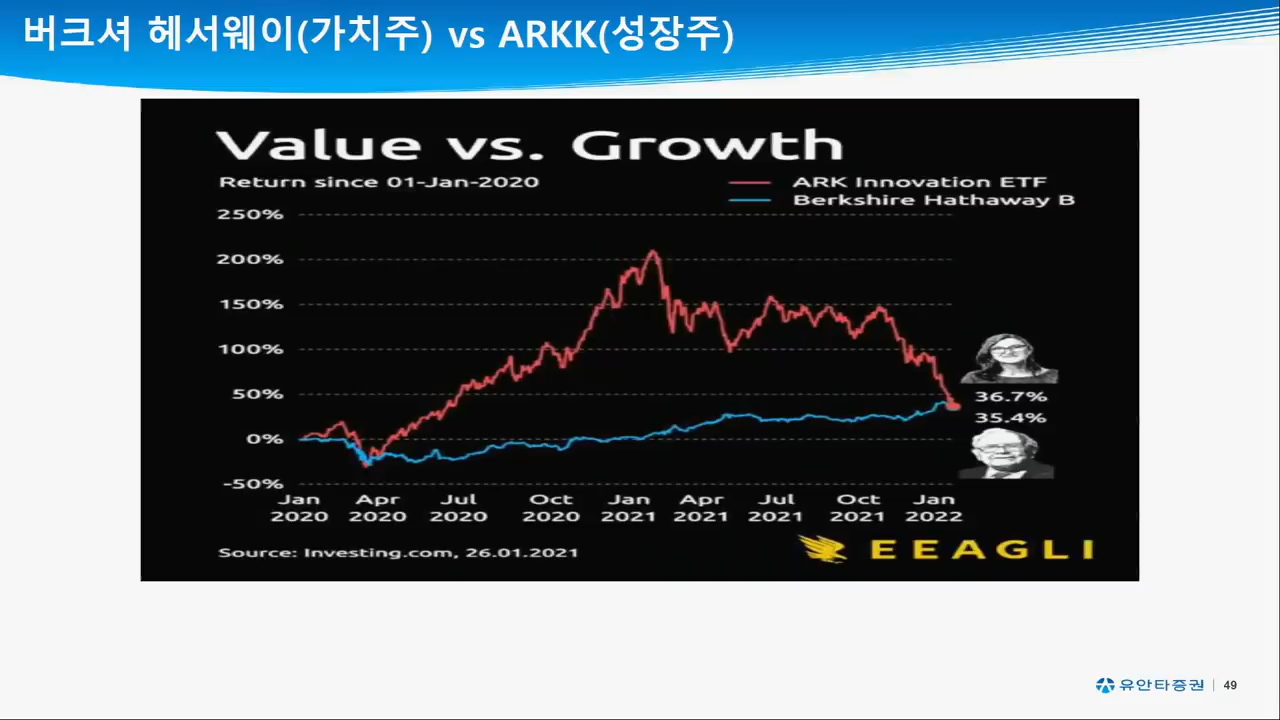 버크셔 헤서웨이(가치주) vs ARKK(성장주)
Value vs. Growth
Return since 01-Jan-2020
ARK Innovation ETF
Berkshire Hathaway B
250%
200%
150%
100%
50%
0%
-50%
36.7%
35.4%
Jan Apr Jul Oct Jan Apr Jul Oct Jan
2020 2020 2020 2020 2021 2021 2021 2021 2022
Source: Investing.com, 26.01.2021
EEAGLI
유안타증권 | 49